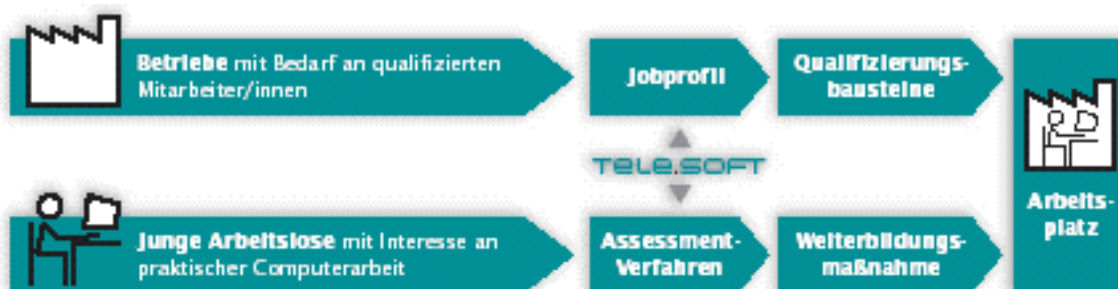 Betriebe mit Bedarf an qualifizierten
Mitarbeiter/innen
Jobprofil
Qualifizierungs-
bausteine
TELE.SOFT
Junge Arbeitslose mit Interesse an
praktischer Computerarbeit
Assessment-
Verfahren
Weiterbildungs-
maßnahme
Arbeits-
platz